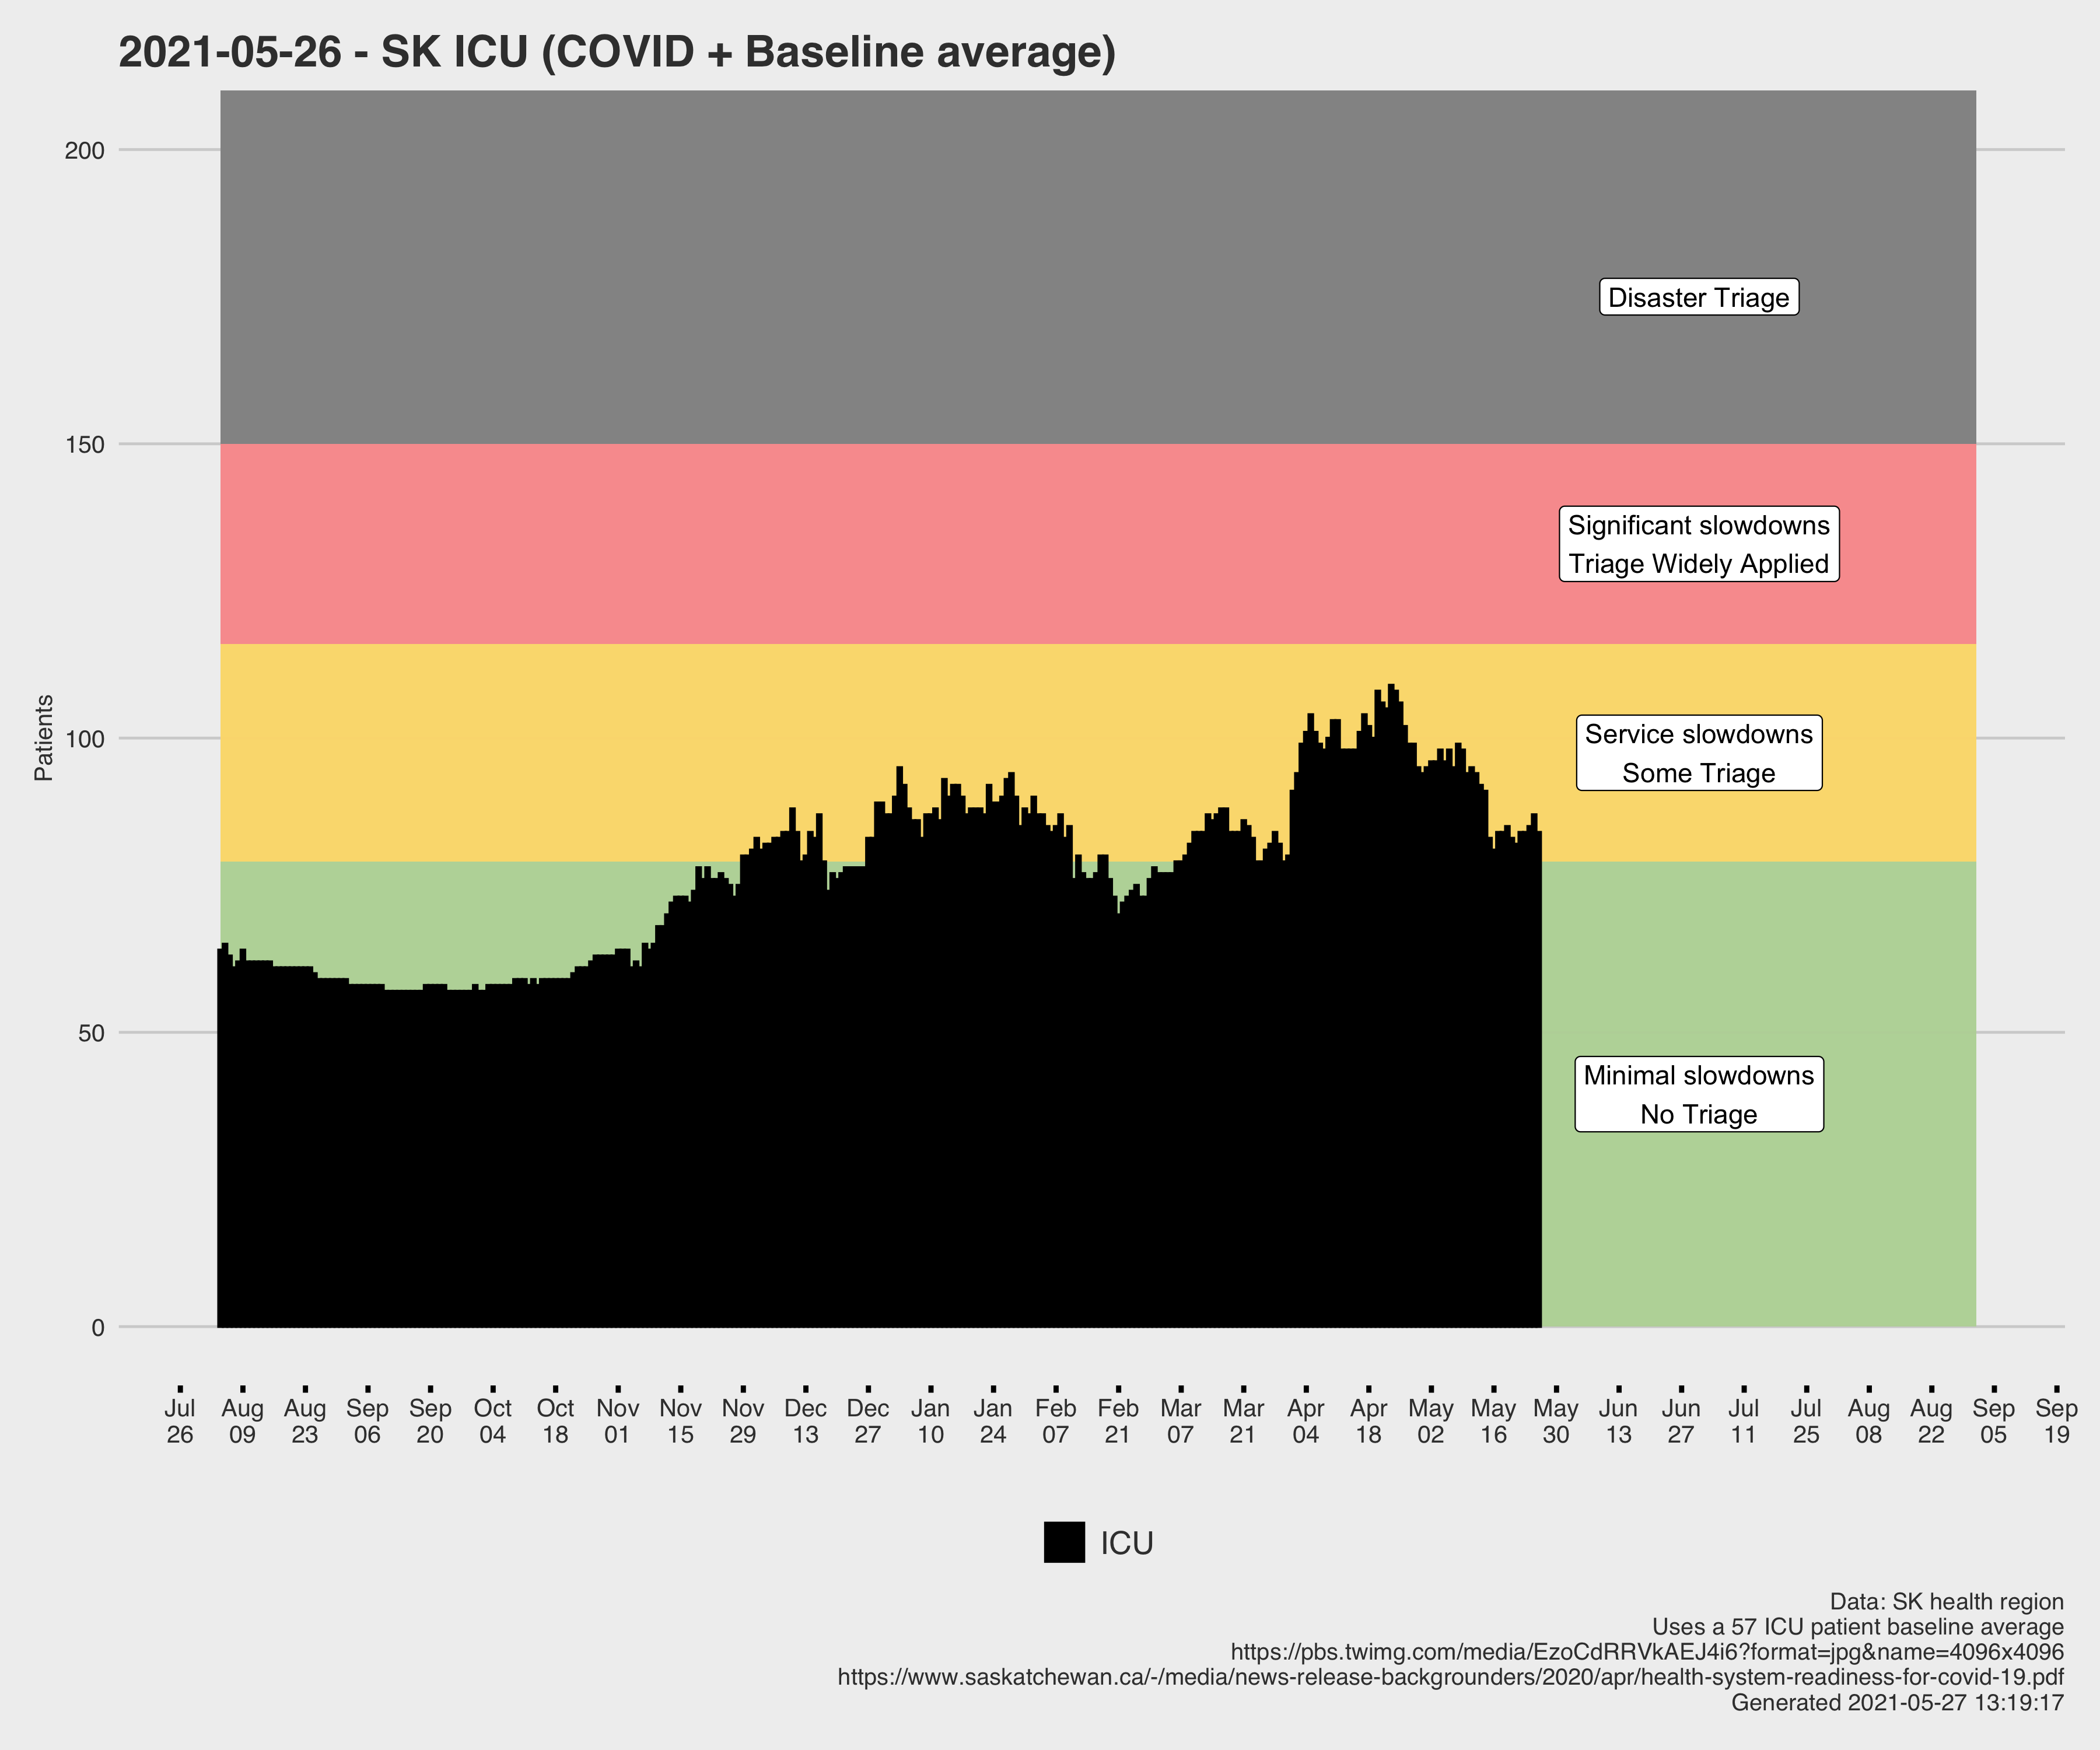 2021-05-26 - SK ICU (COVID + Baseline average)
200
150
100
50
0
Patients
Disaster Triage
Significant slowdowns
Triage Widely Applied
Service slowdowns
Some Triage
Minimal slowdowns
No Triage
Jul Aug Aug Sep Sep Oct Oct Nov Nov Nov Dec Dec Jan Jan Feb Feb Mar Mar Apr Apr May May May Jun Jun Jul Jul Aug Aug Sep Sep
26 09 23 06 20 04 18 01 15 29 13 27 10 24 07 21 07 21 04 18 02 16 30 13 27 11 25 08 22 05 19
ICU
Data: SK health region
Uses a 57 ICU patient baseline average
https://pbs.twimg.com/media/EzoCdRRVkAEJ4i6?format=jpg&name=4096x4096
https://www.saskatchewan.ca/-/media/news-release-backgrounders/2020/apr/health-system-readiness-for-covid-19.pdf
Generated 2021-05-27 13:19:17